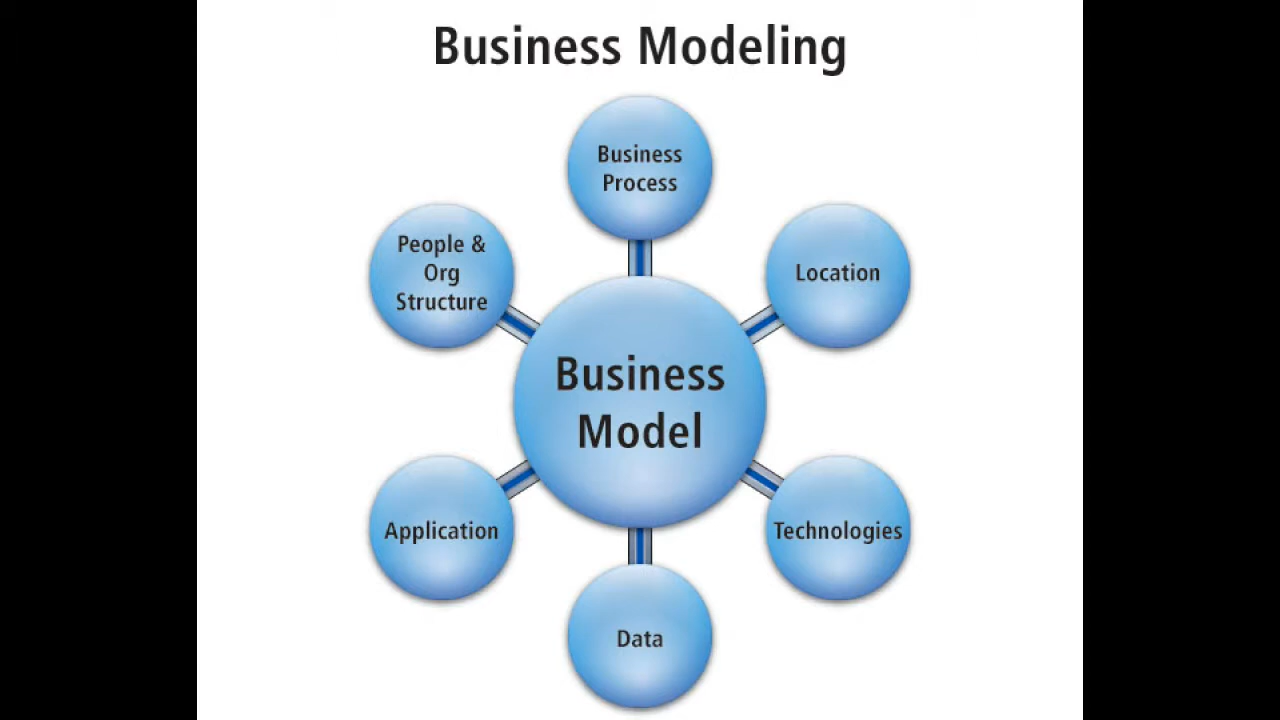 Business Modeling
Business
Process
People &
Org
Structure
Location
Business
Model
Application
Technologies
Data